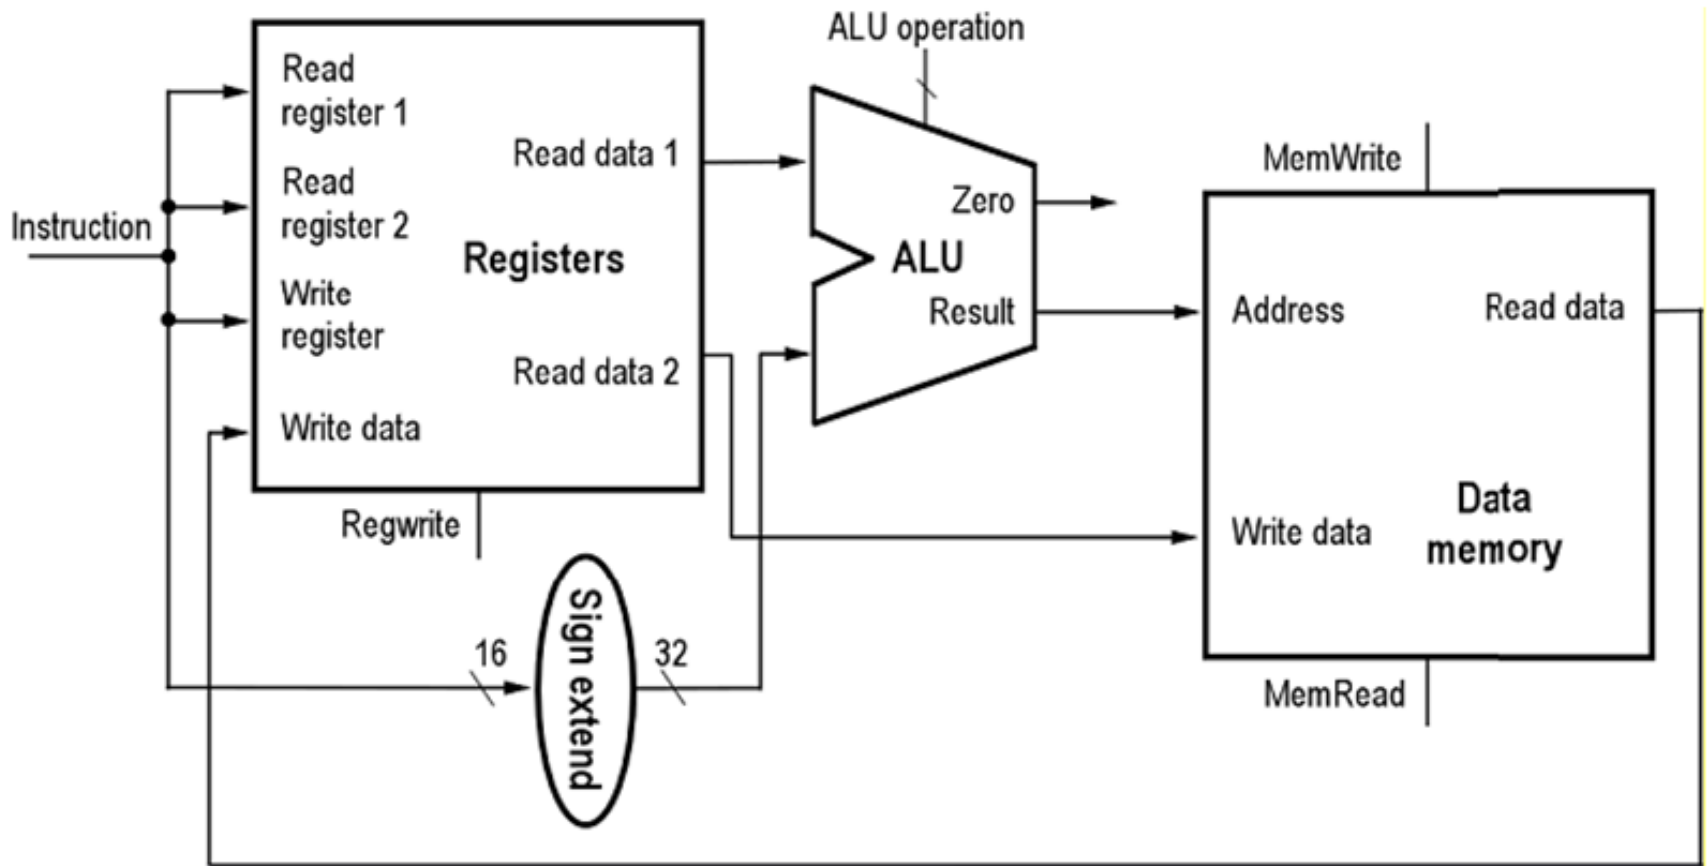 ALU operation
Read
register 1
Read data 1
MemWrite
Read
register 2
Zero
Instruction
Registers
ALU
Write
register
Result
Address
Read data
Read data 2
Write data
Regwrite
Data
memory
Write data
Sign extend
16
32
MemRead